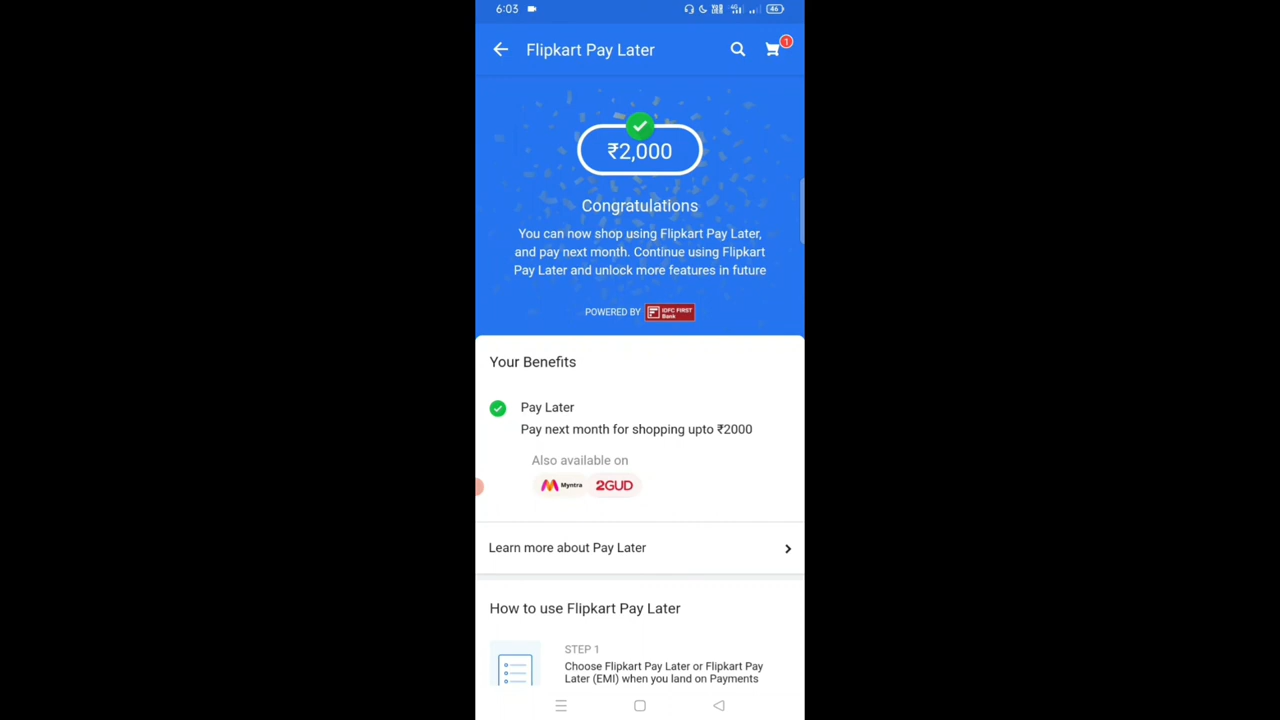 6:03
46
Flipkart Pay Later
1
₹2,000
Congratulations
You can now shop using Flipkart Pay Later,
and pay next month. Continue using Flipkart
Pay Later and unlock more features in future
POWERED BY IDFC FIRST
Bank
Your Benefits
Pay Later
Pay next month for shopping upto ₹2000
Also available on
Myntra 2GUD
Learn more about Pay Later
How to use Flipkart Pay Later
STEP 1
Choose Flipkart Pay Later or Flipkart Pay
Later (EMI) when you land on Payments